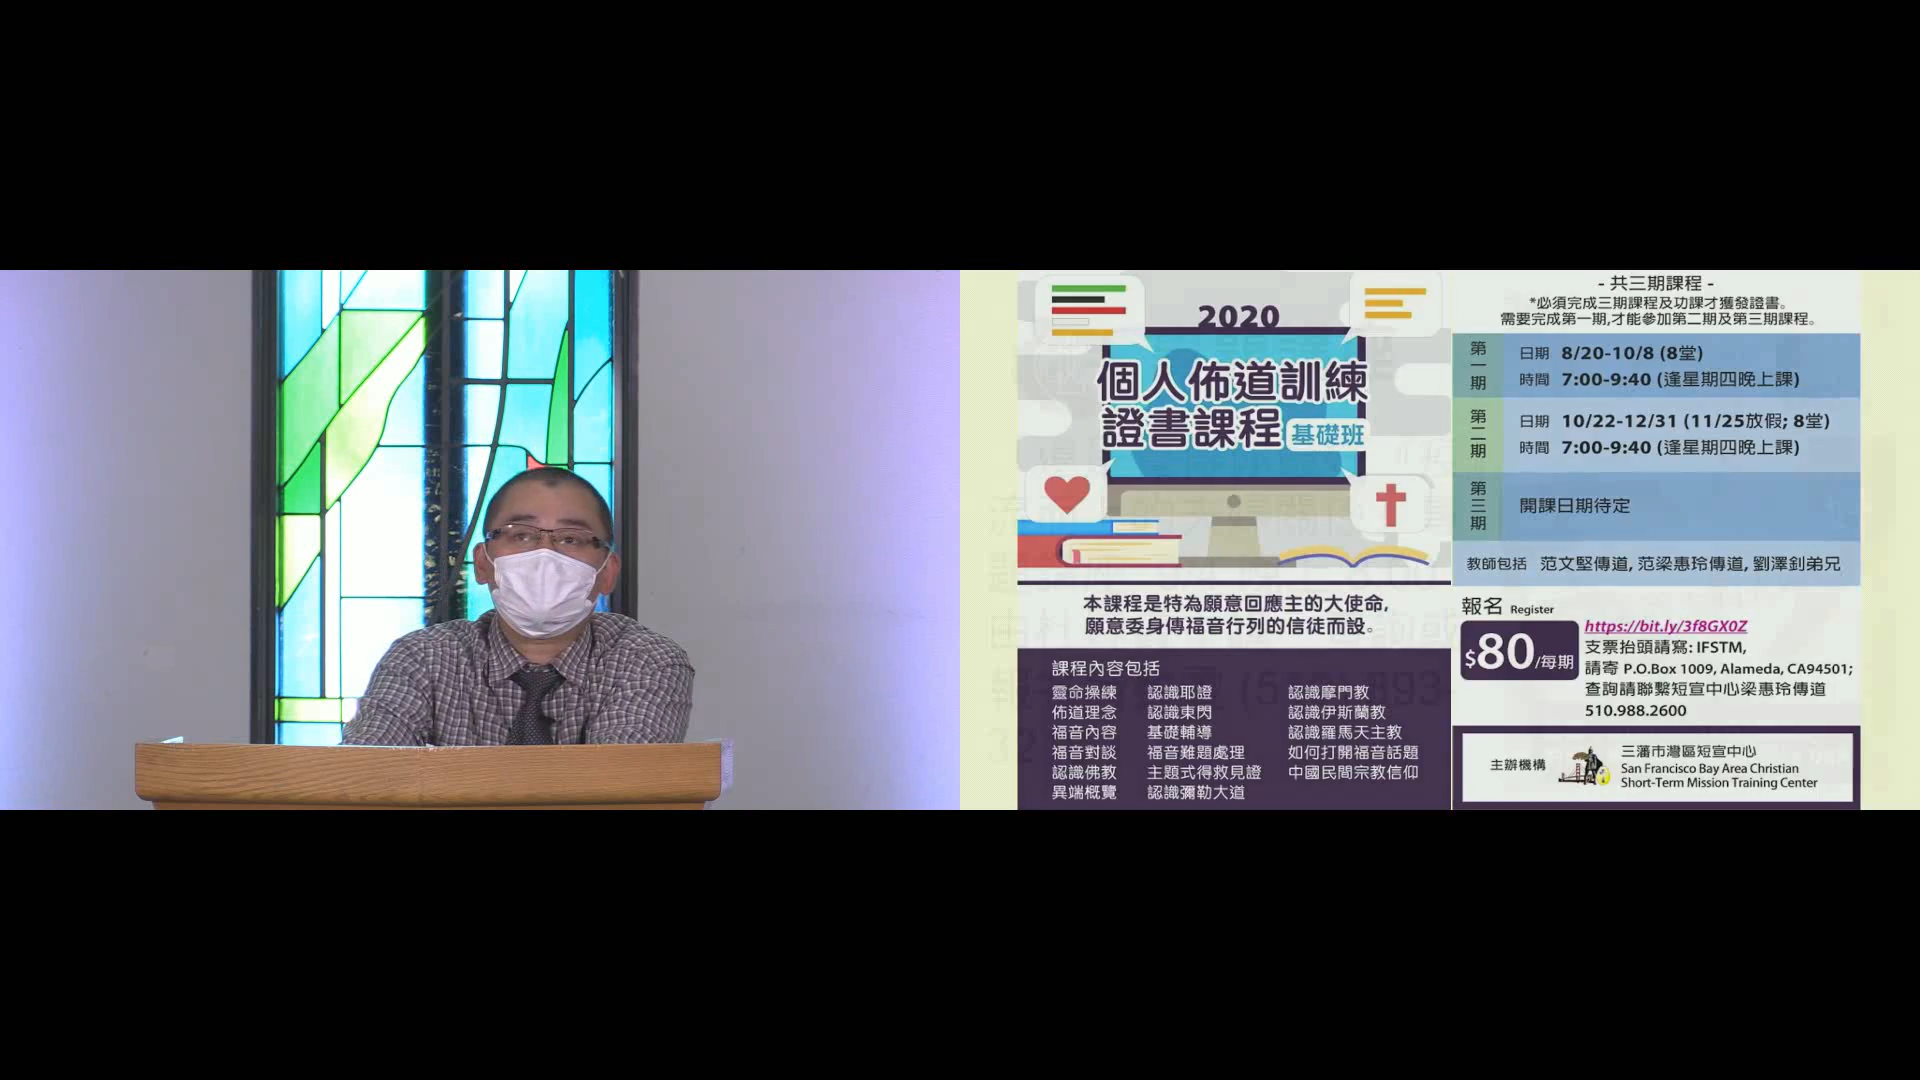 2020
個人佈道訓練
證書課程 基礎班
本課程是特為願意回應主的大使命,
願意委身傳福音行列的信徒而設。
課程內容包括
靈命操練 認識耶證 認識摩門教
佈道理念 認識東閃 認識伊斯蘭教
福音內容 基礎輔導 認識羅馬天主教
福音對談 福音難題處理 如何打開福音話題
認識佛教 主題式得救見證 中國民間宗教信仰
異端概覽 認識彌勒大道
- 共三期課程 -
*必須完成三期課程及功課才獲發證書。
需要完成第一期,才能參加第二期及第三期課程。
第一期
日期 8/20-10/8 (8堂)
時間 7:00-9:40 (逢星期四晚上課)
第二期
日期 10/22-12/31 (11/25放假; 8堂)
時間 7:00-9:40 (逢星期四晚上課)
第三期
開課日期待定
教師包括 范文堅傳道, 范梁惠玲傳道, 劉澤釗弟兄
報名 Register
$80/每期
https://bit.ly/3f8GX0Z
支票抬頭請寫: IFSTM,
請寄 P.O.Box 1009, Alameda, CA94501;
查詢請聯繫短宣中心梁惠玲傳道
510.988.2600
主辦機構
三藩市灣區短宣中心
San Francisco Bay Area Christian
Short-Term Mission Training Center